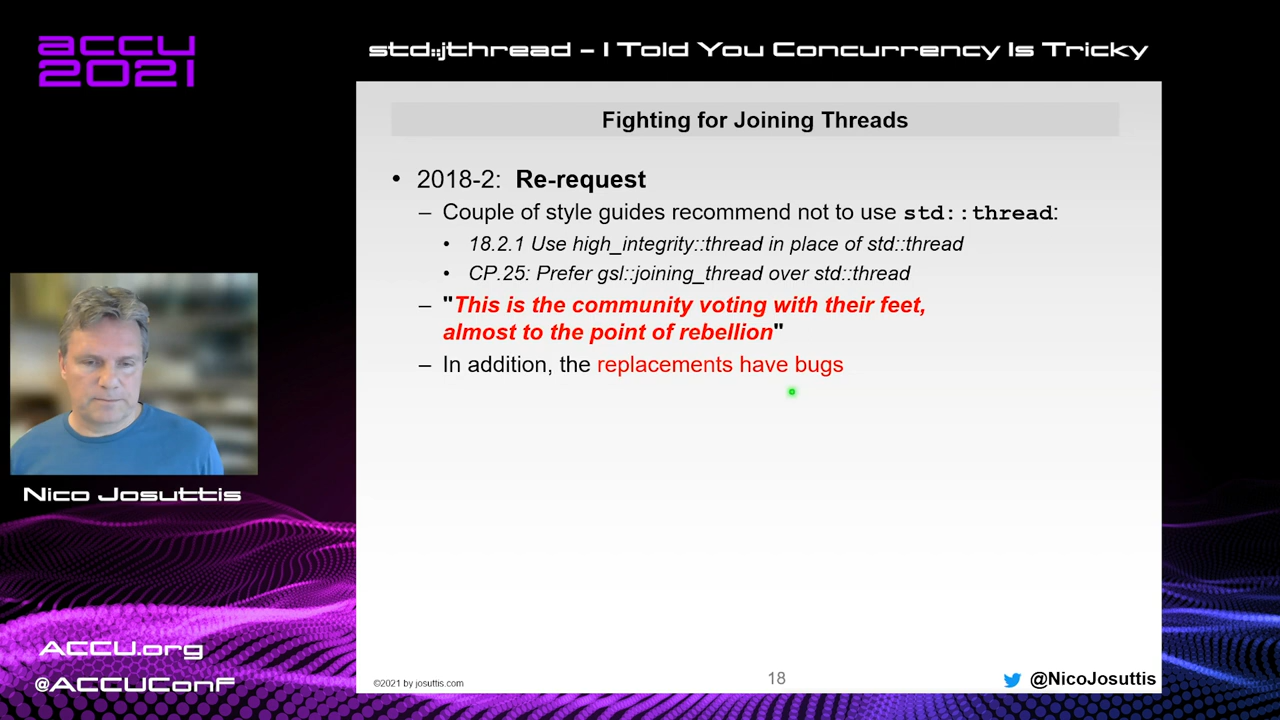 accu
2021
std::jthread – I Told You Concurrency Is Tricky
Fighting for Joining Threads
• 2018-2: Re-request
– Couple of style guides recommend not to use std::thread:
• 18.2.1 Use high_integrity::thread in place of std::thread
• CP.25: Prefer gsl::joining_thread over std::thread
– "This is the community voting with their feet,
almost to the point of rebellion"
– In addition, the replacements have bugs
Nico Josuttis
ACCU.org
@ACCUConf
©2021 by josuttis.com
18
@NicoJosuttis